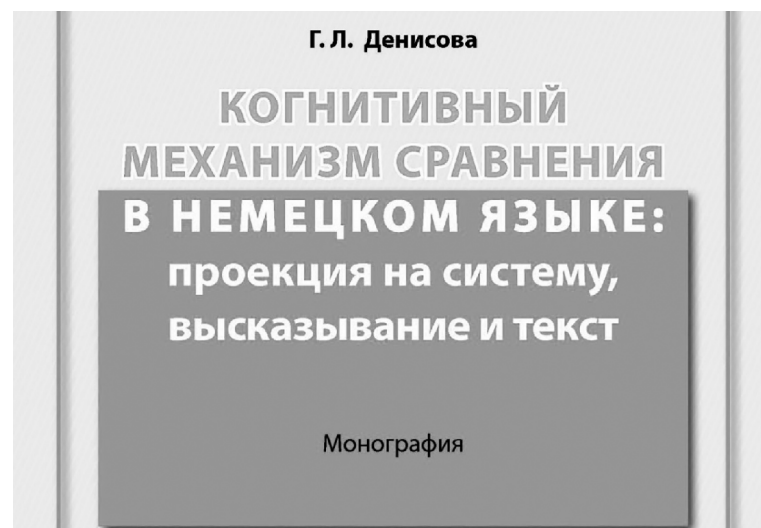 Г. Л. Денисова
КОГНИТИВНЫЙ
МЕХАНИЗМ СРАВНЕНИЯ
В НЕМЕЦКОМ ЯЗЫКЕ:
проекция на систему,
высказывание и текст
Монография